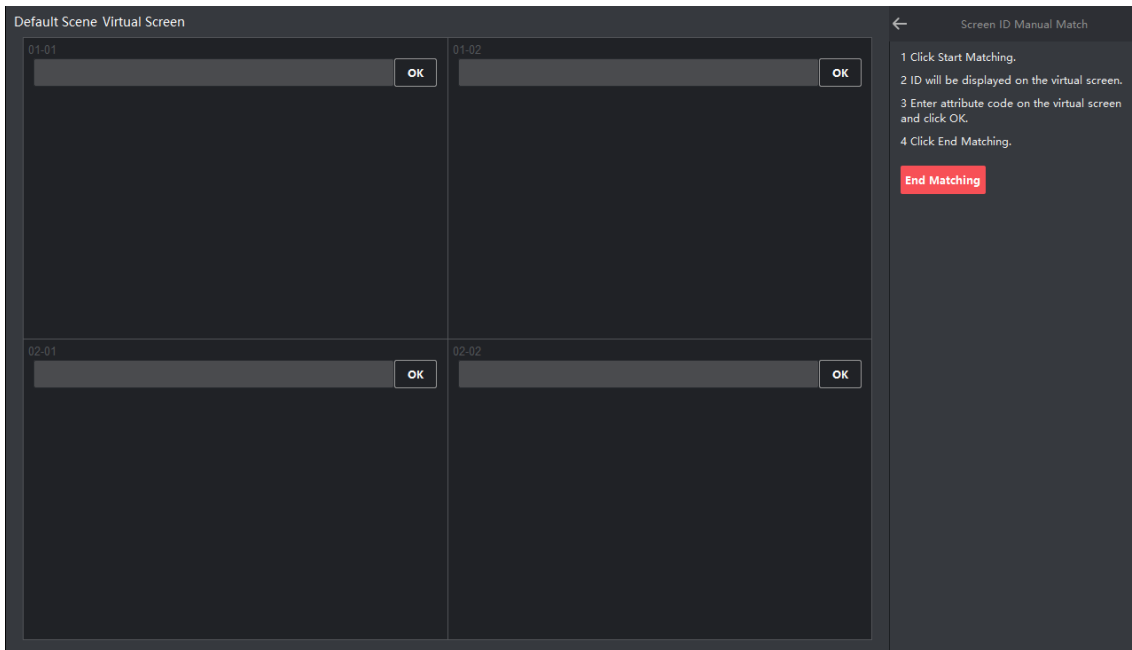 Default Scene Virtual Screen
01-01
OK
01-02
OK
02-01
OK
02-02
OK
Screen ID Manual Match
1 Click Start Matching.
2 ID will be displayed on the virtual screen.
3 Enter attribute code on the virtual screen
and click OK.
4 Click End Matching.
End Matching